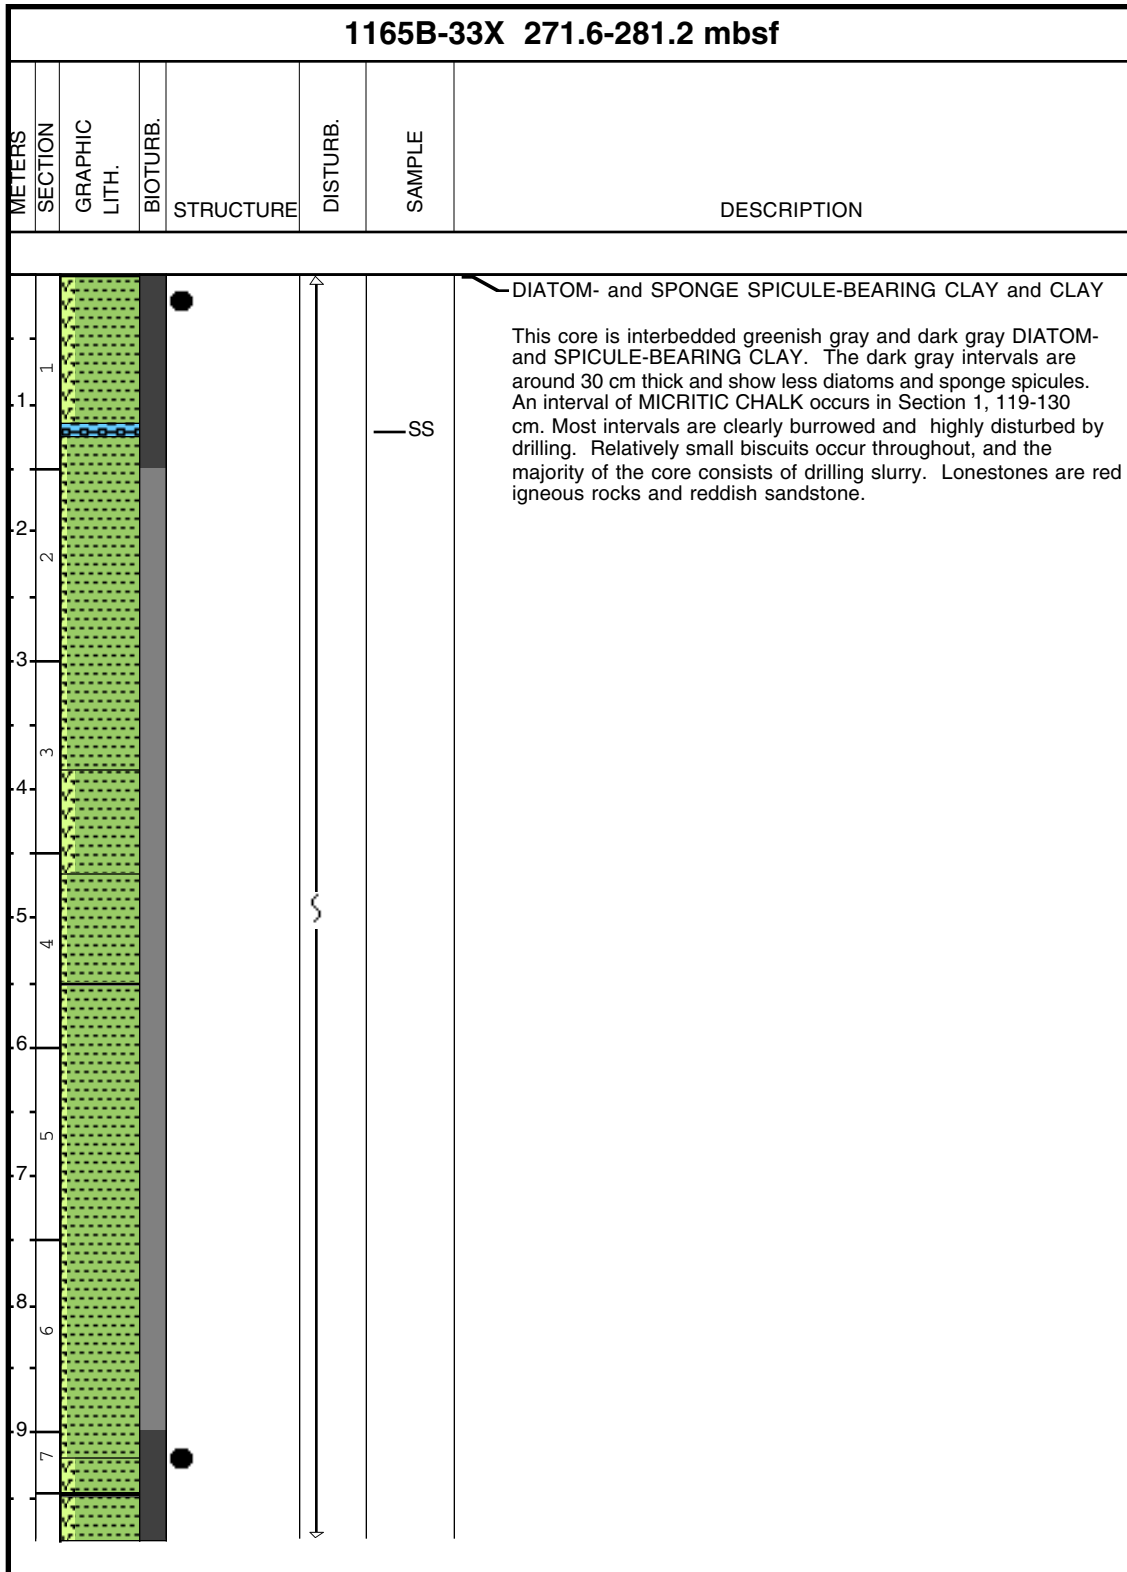 1165B-33X 271.6-281.2 mbsf
METERS
SECTION
GRAPHIC
LITH.
BIOTURB.
STRUCTURE
DISTURB.
SAMPLE
DESCRIPTION
DIATOM- and SPONGE SPICULE-BEARING CLAY and CLAY
This core is interbedded greenish gray and dark gray DIATOM-
and SPICULE-BEARING CLAY. The dark gray intervals are
around 30 cm thick and show less diatoms and sponge spicules.
An interval of MICRITIC CHALK occurs in Section 1, 119-130
cm. Most intervals are clearly burrowed and highly disturbed by
drilling. Relatively small biscuits occur throughout, and the
majority of the core consists of drilling slurry. Lonestones are red
igneous rocks and reddish sandstone.
SS
1
1
2
2
3
3
4
4
5
5
6
6
7
7
8
9